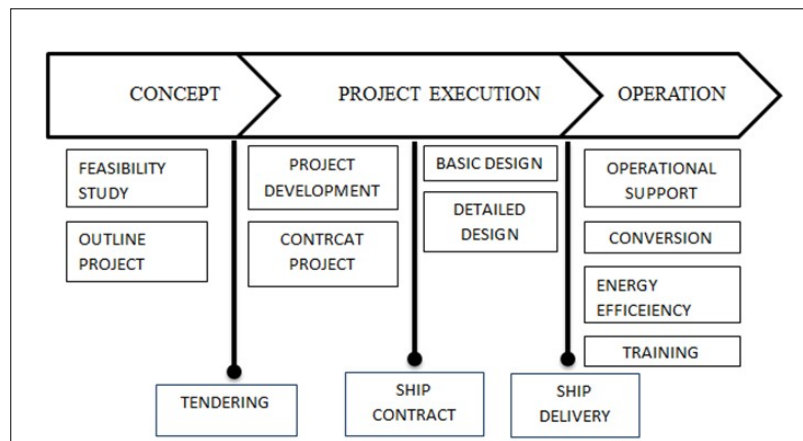 CONCEPT
PROJECT EXECUTION
OPERATION
FEASIBILITY
STUDY
OUTLINE
PROJECT
PROJECT
DEVELOPMENT
CONTRCAT
PROJECT
BASIC DESIGN
DETAILED
DESIGN
OPERATIONAL
SUPPORT
CONVERSION
ENERGY
EFFICEIENCY
TRAINING
TENDERING
SHIP
CONTRACT
SHIP
DELIVERY